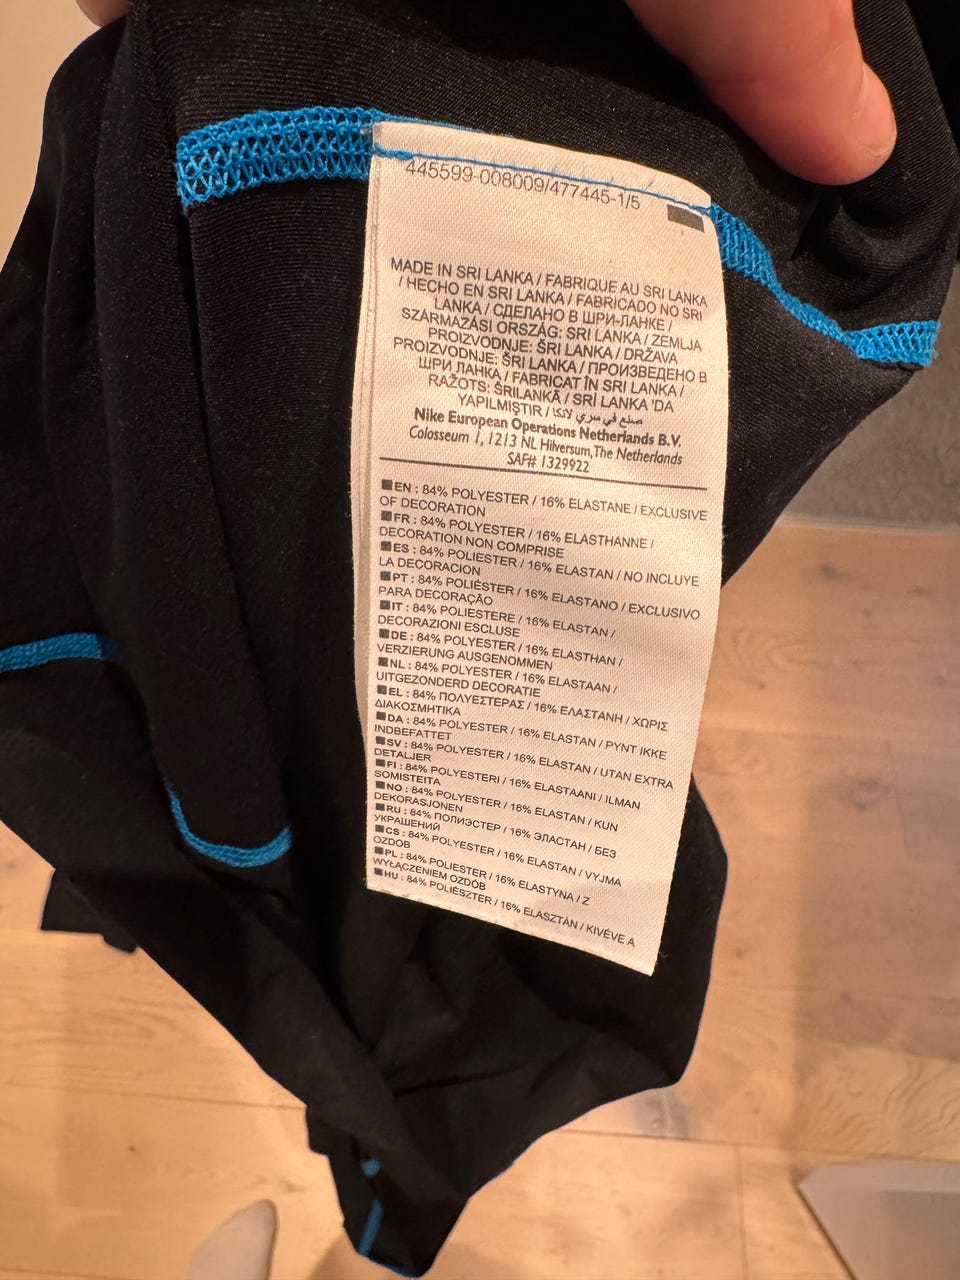 445599-008009/477445-1/5
MADE IN SRI LANKA / FABRIQUE AU SRI LANKA
/ HECHO EN SRI LANKA / FABRICADO NO SRI
LANKA / СДЕЛАНО В ШРИ-ЛАНКЕ /
SZÁRMAZÁSI ORSZÁG: SRI LANKA / ZEMLJA
PROIZVODNJE: ŠRI LANKA / DRŽAVA
PROIZVODNJE: ŠRI LANKA / ПРОИЗВЕДЕНО В
ШРИ ЛАНКА / FABRICAT ÎN SRI LANKA /
RAŽOTS: ŠRILANKĀ / SRİ LANKA 'DA
YAPILMIŞTIR / صنع في سري لانكا
Nike European Operations Netherlands B.V.
Colosseum 1, 1213 NL Hilversum, The Netherlands
SAF# 1329922
EN : 84% POLYESTER / 16% ELASTANE / EXCLUSIVE
OF DECORATION
FR : 84% POLYESTER / 16% ELASTHANNE /
DECORATION NON COMPRISE
ES : 84% POLIESTER / 16% ELASTAN / NO INCLUYE
LA DECORACION
PT : 84% POLIÉSTER / 16% ELASTANO / EXCLUSIVO
PARA DECORAÇÃO
IT : 84% POLIESTERE / 16% ELASTAN /
DECORAZIONI ESCLUSE
DE : 84% POLYESTER / 16% ELASTHAN /
VERZIERUNG AUSGENOMMEN
NL : 84% POLYESTER / 16% ELASTAAN /
UITGEZONDERD DECORATIE
EL : 84% ΠΟΛΥΕΣΤΕΡΑΣ / 16% ΕΛΑΣΤΑΝΗ / ΧΩΡΙΣ
ΔΙΑΚΟΣΜΗΤΙΚΑ
DA : 84% POLYESTER / 16% ELASTAN / PYNT IKKE
INDBEFATTET
SV : 84% POLYESTER / 16% ELASTAN / UTAN EXTRA
DETALJER
FI : 84% POLYESTERI / 16% ELASTAANI / ILMAN
SOMISTEITA
NO : 84% POLYESTER / 16% ELASTAN / KUN
DEKORASJONEN
RU : 84% ПОЛИЭСТЕР / 16% ЭЛАСТАН / БЕЗ
УКРАШЕНИЙ
CS : 84% POLYESTER / 16% ELASTAN / VYJMA
OZDOB
PL : 84% POLIESTER / 16% ELASTYNA / Z
WYŁĄCZENIEM OZDÓB
HU : 84% POLIÉSZTER / 16% ELASZTÁN / KIVÉVE A